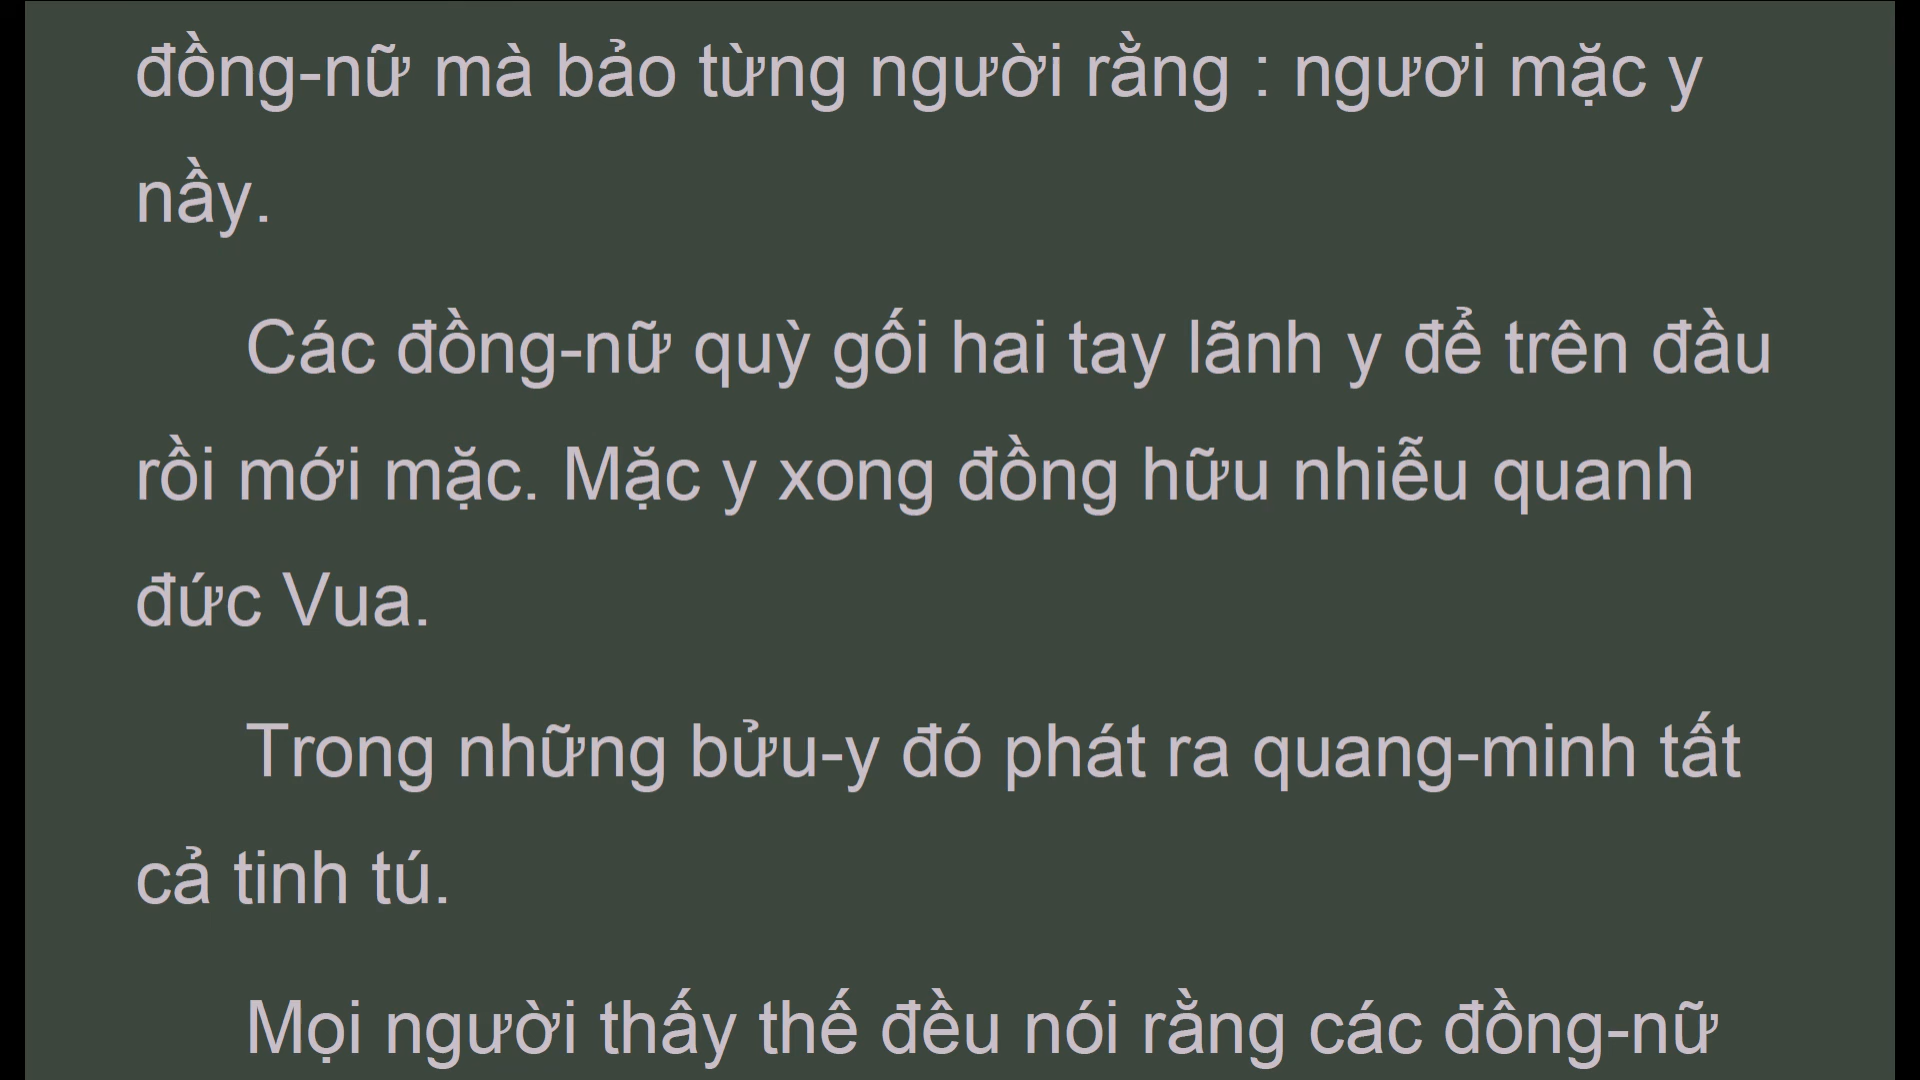 đồng-nữ mà bảo từng người rằng : ngươi mặc y
nầy.
Các đồng-nữ quỳ gối hai tay lãnh y để trên đầu
rồi mới mặc. Mặc y xong đồng hữu nhiễu quanh
đức Vua.
Trong những bửu-y đó phát ra quang-minh tất
cả tinh tú.
Mọi người thấy thế đều nói rằng các đồng-nữ